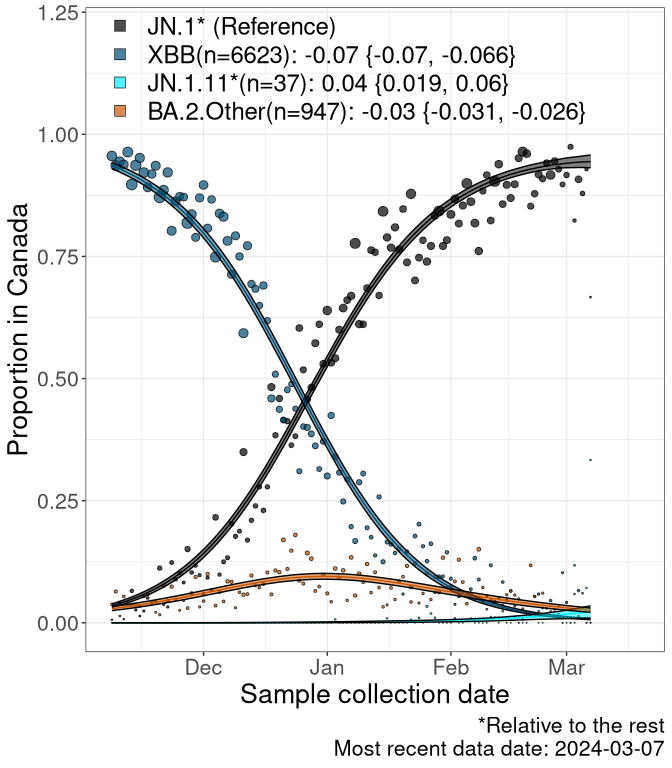 1.25
JN.1* (Reference)
XBB(n=6623): -0.07 {-0.07, -0.066}
JN.1.11*(n=37): 0.04 {0.019, 0.06}
BA.2.Other(n=947): -0.03 {-0.031, -0.026}
1.00
0.75
0.50
0.25
0.00
Proportion in Canada
Dec Jan Feb Mar
Sample collection date
*Relative to the rest
Most recent data date: 2024-03-07